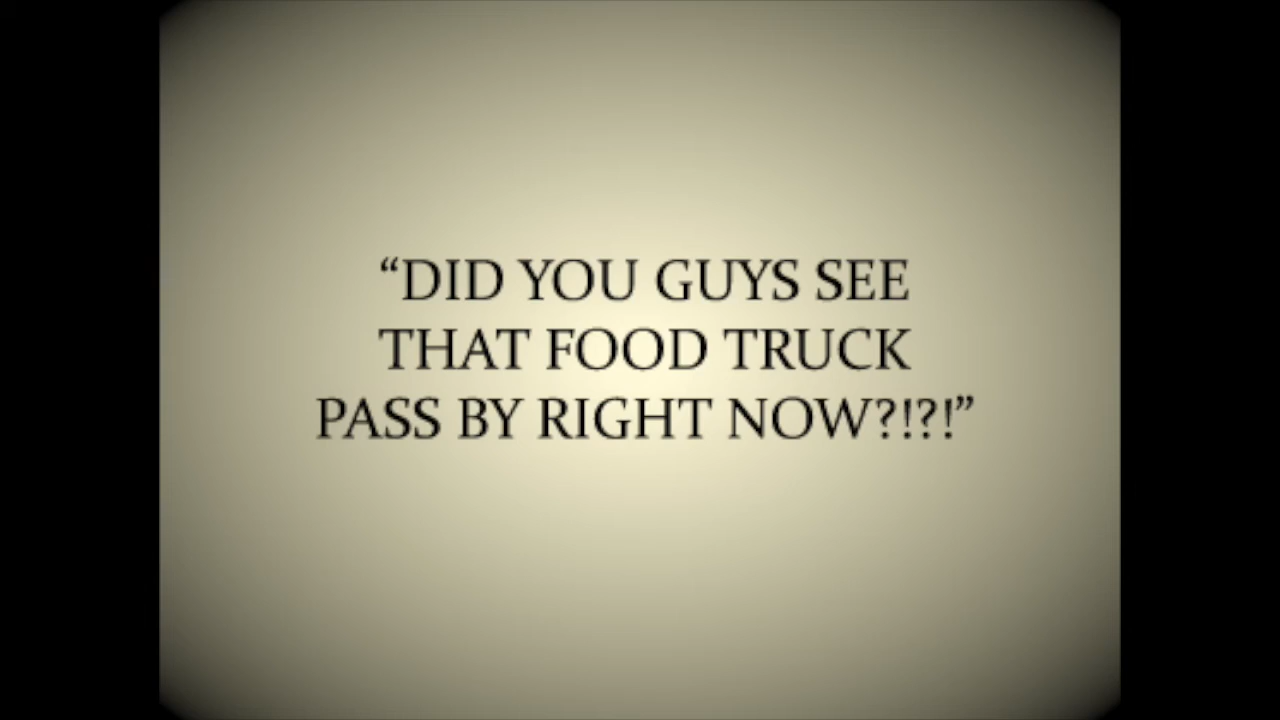 “DID YOU GUYS SEE
THAT FOOD TRUCK
PASS BY RIGHT NOW?!?!”